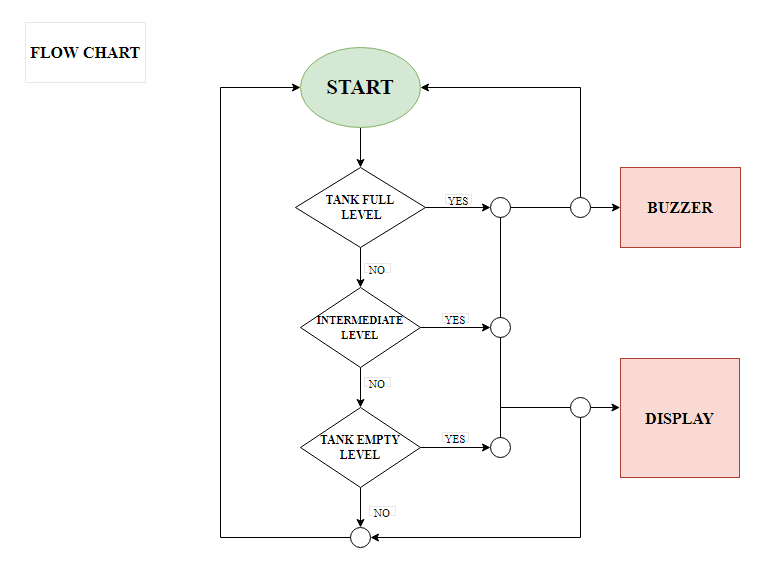 FLOW CHART
START
TANK FULL
LEVEL
YES
BUZZER
NO
INTERMEDIATE
LEVEL
YES
NO
TANK EMPTY
LEVEL
YES
DISPLAY
NO